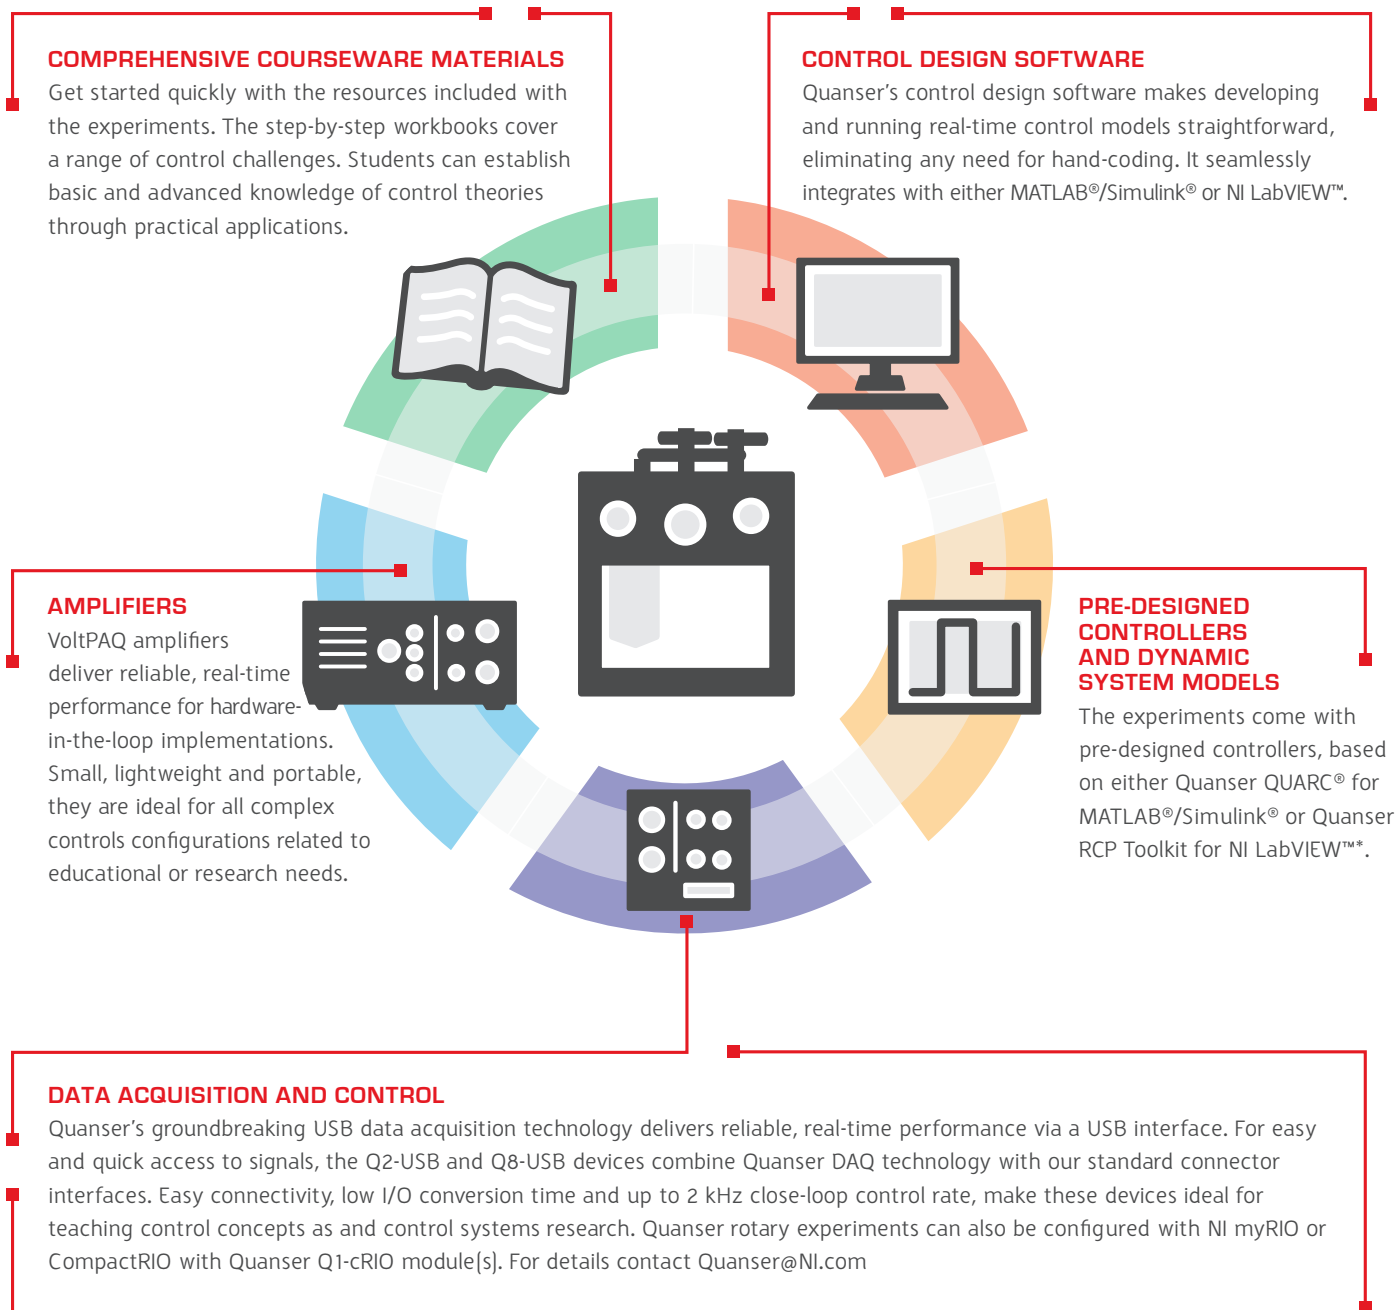 COMPREHENSIVE COURSEWARE MATERIALS
Get started quickly with the resources included with
the experiments. The step-by-step workbooks cover
a range of control challenges. Students can establish
basic and advanced knowledge of control theories
through practical applications.
CONTROL DESIGN SOFTWARE
Quanser’s control design software makes developing
and running real-time control models straightforward,
eliminating any need for hand-coding. It seamlessly
integrates with either MATLAB®/Simulink® or NI LabVIEW™.
AMPLIFIERS
VoltPAQ amplifiers
deliver reliable, real-time
performance for hardware-
in-the-loop implementations.
Small, lightweight and portable,
they are ideal for all complex
controls configurations related to
educational or research needs.
PRE-DESIGNED
CONTROLLERS
AND DYNAMIC
SYSTEM MODELS
The experiments come with
pre-designed controllers, based
on either Quanser QUARC® for
MATLAB®/Simulink® or Quanser
RCP Toolkit for NI LabVIEW™*.
DATA ACQUISITION AND CONTROL
Quanser’s groundbreaking USB data acquisition technology delivers reliable, real-time performance via a USB interface. For easy
and quick access to signals, the Q2-USB and Q8-USB devices combine Quanser DAQ technology with our standard connector
interfaces. Easy connectivity, low I/O conversion time and up to 2 kHz close-loop control rate, make these devices ideal for
teaching control concepts as and control systems research. Quanser rotary experiments can also be configured with NI myRIO or
CompactRIO with Quanser Q1-cRIO module(s). For details contact Quanser@NI.com